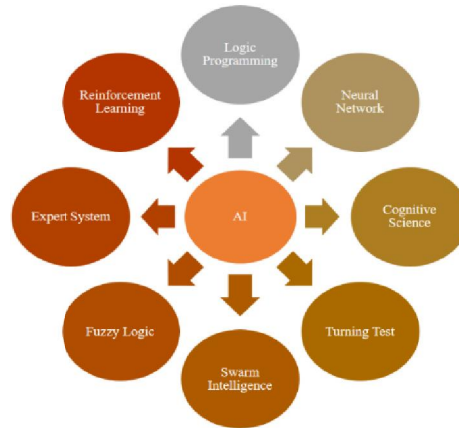 Logic
Programming
Neural
Network
Cognitive
Science
Turning Test
Swarm
Intelligence
Fuzzy Logic
Expert System
Reinforcement
Learning
AI